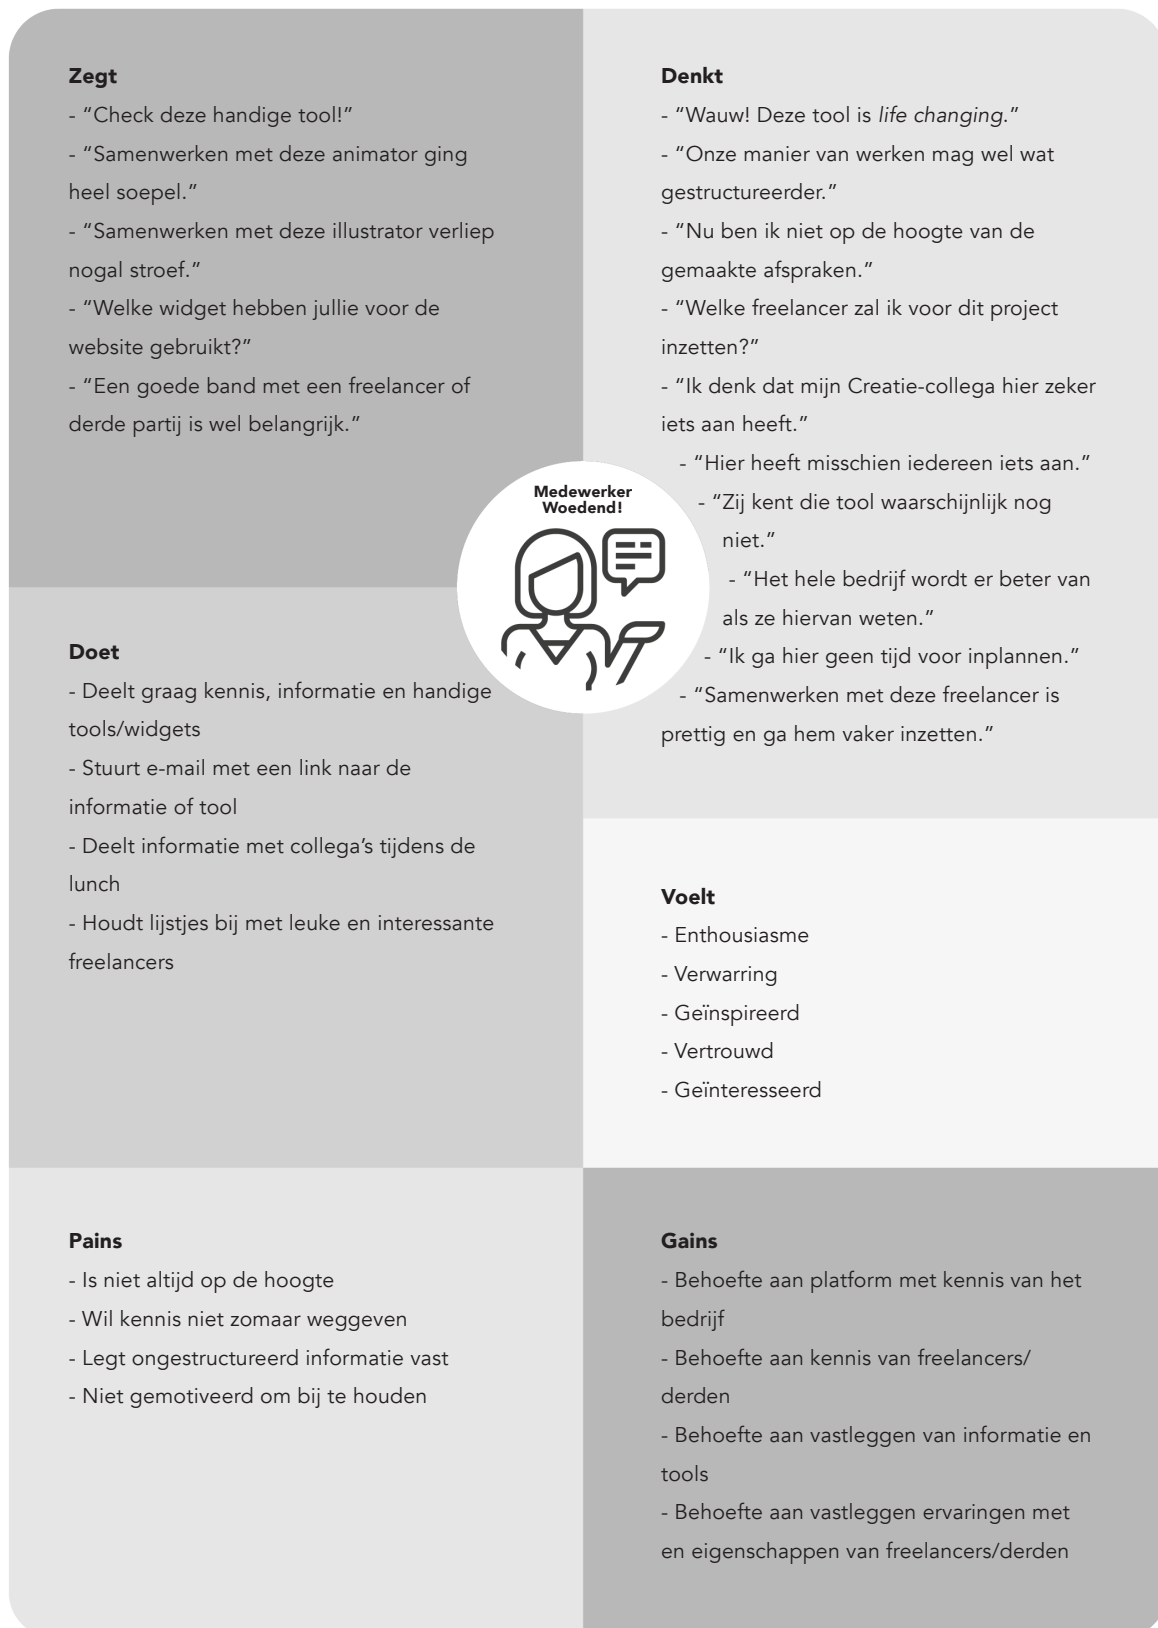 Zegt
- “Check deze handige tool!”
- “Samenwerken met deze animator ging
heel soepel.”
- “Samenwerken met deze illustrator verliep
nogal stroef.”
- “Welke widget hebben jullie voor de
website gebruikt?”
- “Een goede band met een freelancer of
derde partij is wel belangrijk.”
Denkt
- “Wauw! Deze tool is life changing.”
- “Onze manier van werken mag wel wat
gestructureerder.”
- “Nu ben ik niet op de hoogte van de
gemaakte afspraken.”
- “Welke freelancer zal ik voor dit project
inzetten?”
- “Ik denk dat mijn Creatie-collega hier zeker
iets aan heeft.”
- “Hier heeft misschien iedereen iets aan.”
- “Zij kent die tool waarschijnlijk nog
niet.”
- “Het hele bedrijf wordt er beter van
als ze hiervan weten.”
- “Ik ga hier geen tijd voor inplannen.”
- “Samenwerken met deze freelancer is
prettig en ga hem vaker inzetten.”
Medewerker
Woedend!
Doet
- Deelt graag kennis, informatie en handige
tools/widgets
- Stuurt e-mail met een link naar de
informatie of tool
- Deelt informatie met collega’s tijdens de
lunch
- Houdt lijstjes bij met leuke en interessante
freelancers
Voelt
- Enthousiasme
- Verwarring
- Geïnspireerd
- Vertrouwd
- Geïnteresseerd
Pains
- Is niet altijd op de hoogte
- Wil kennis niet zomaar weggeven
- Legt ongestructureerd informatie vast
- Niet gemotiveerd om bij te houden
Gains
- Behoefte aan platform met kennis van het
bedrijf
- Behoefte aan kennis van freelancers/
derden
- Behoefte aan vastleggen van informatie en
tools
- Behoefte aan vastleggen ervaringen met
en eigenschappen van freelancers/derden